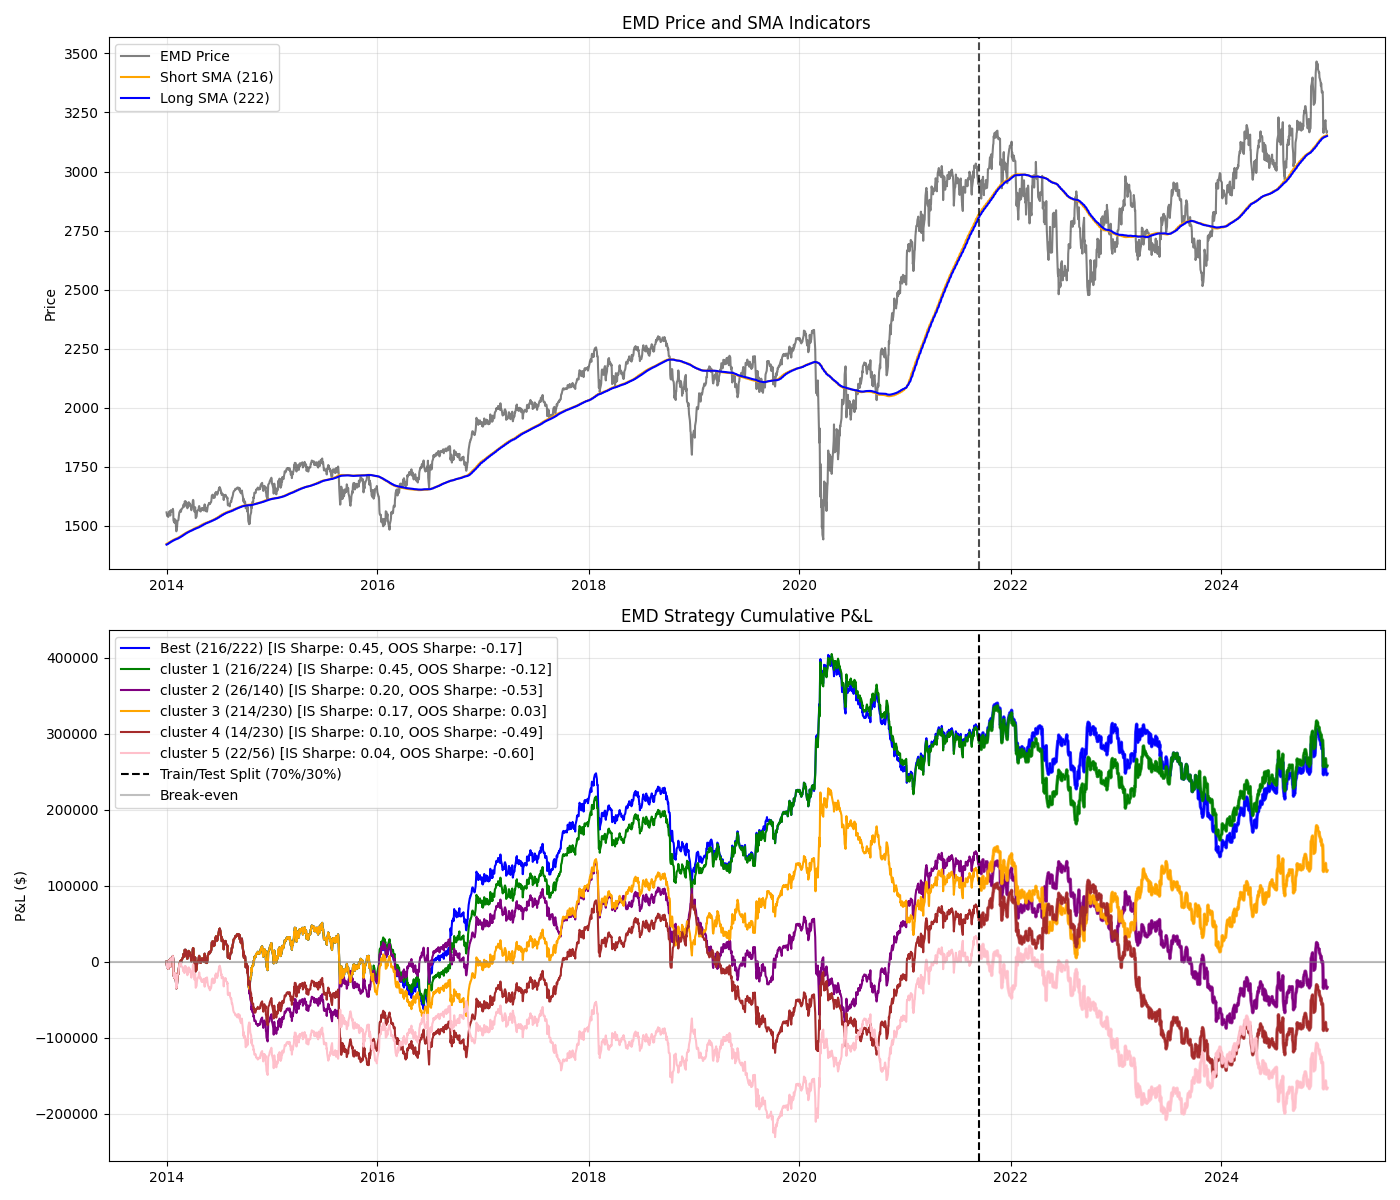 EMD Price and SMA Indicators
EMD Price
Short SMA (216)
Long SMA (222)
3500
3250
3000
2750
2500
2250
2000
1750
1500
Price
2014
2016
2018
2020
2022
2024
EMD Strategy Cumulative P&L
Best (216/222) [IS Sharpe: 0.45, OOS Sharpe: -0.17]
cluster 1 (216/224) [IS Sharpe: 0.45, OOS Sharpe: -0.12]
cluster 2 (26/140) [IS Sharpe: 0.20, OOS Sharpe: -0.53]
cluster 3 (214/230) [IS Sharpe: 0.17, OOS Sharpe: 0.03]
cluster 4 (14/230) [IS Sharpe: 0.10, OOS Sharpe: -0.49]
cluster 5 (22/56) [IS Sharpe: 0.04, OOS Sharpe: -0.60]
Train/Test Split (70%/30%)
Break-even
400000
300000
200000
100000
0
−100000
−200000
P&L ($)
2014
2016
2018
2020
2022
2024